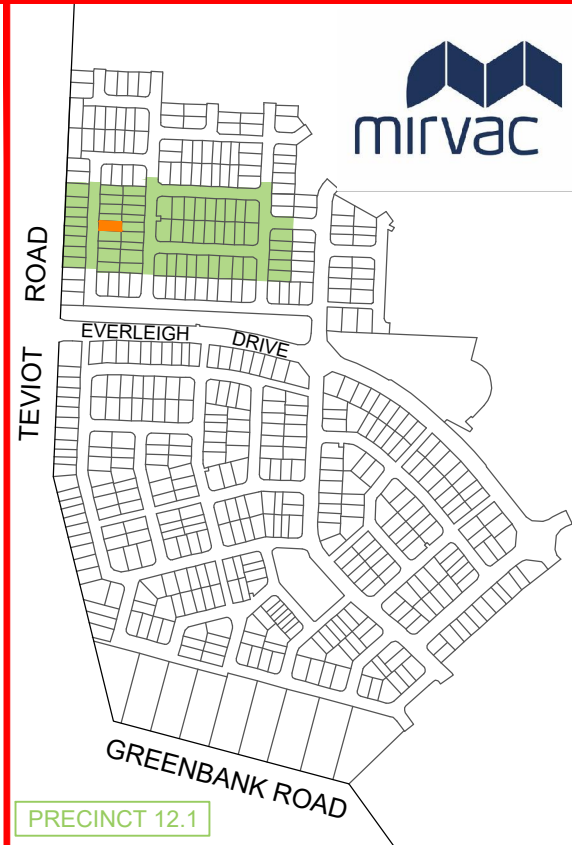 mirvac
TEVIOT ROAD
EVERLEIGH DRIVE
GREENBANK ROAD
PRECINCT 12.1